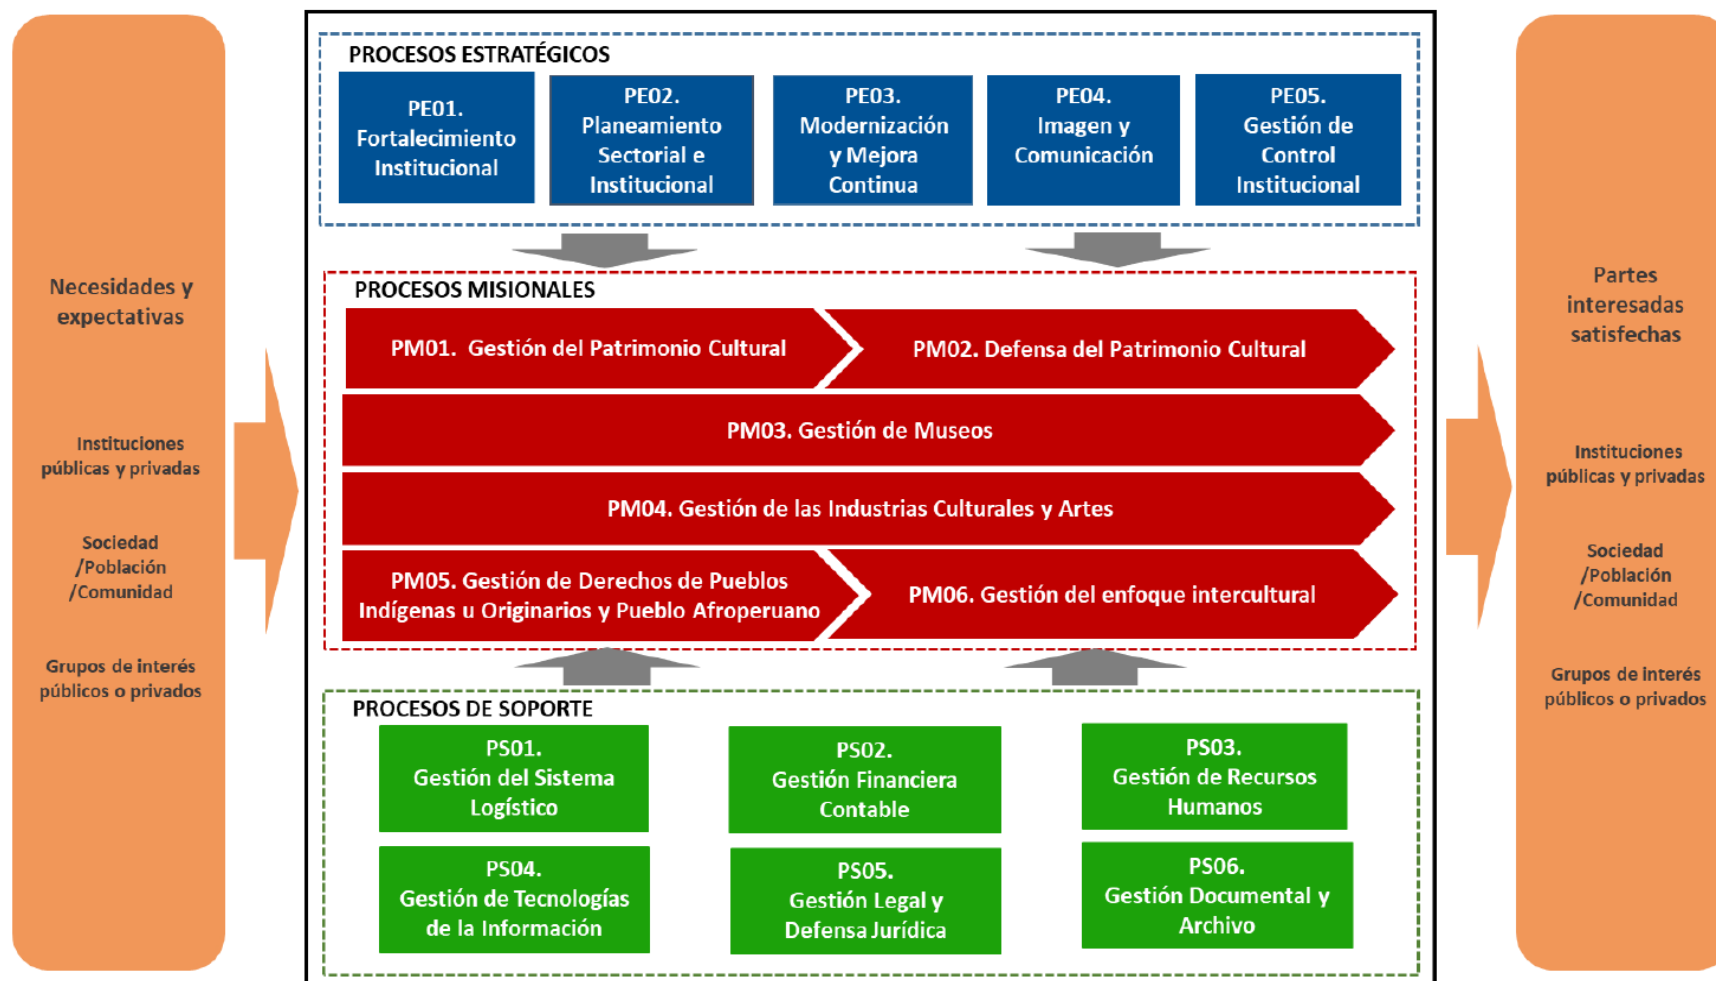 Necesidades y
expectativas
Instituciones
públicas y privadas
Sociedad
/Población
/Comunidad
Grupos de interés
públicos o privados
PROCESOS ESTRATÉGICOS
PE01.
Fortalecimiento
Institucional
PE02.
Planeamiento
Sectorial e
Institucional
PE03.
Modernización
y Mejora
Continua
PE04.
Imagen y
Comunicación
PE05.
Gestión de
Control
Institucional
PROCESOS MISIONALES
PM01. Gestión del Patrimonio Cultural
PM02. Defensa del Patrimonio Cultural
PM03. Gestión de Museos
PM04. Gestión de las Industrias Culturales y Artes
PM05. Gestión de Derechos de Pueblos
Indígenas u Originarios y Pueblo Afroperuano
PM06. Gestión del enfoque intercultural
PROCESOS DE SOPORTE
PS01.
Gestión del Sistema
Logístico
PS02.
Gestión Financiera
Contable
PS03.
Gestión de Recursos
Humanos
PS04.
Gestión de Tecnologías
de la Información
PS05.
Gestión Legal y
Defensa Jurídica
PS06.
Gestión Documental y
Archivo
Partes
interesadas
satisfechas
Instituciones
públicas y privadas
Sociedad
/Población
/Comunidad
Grupos de interés
públicos o privados